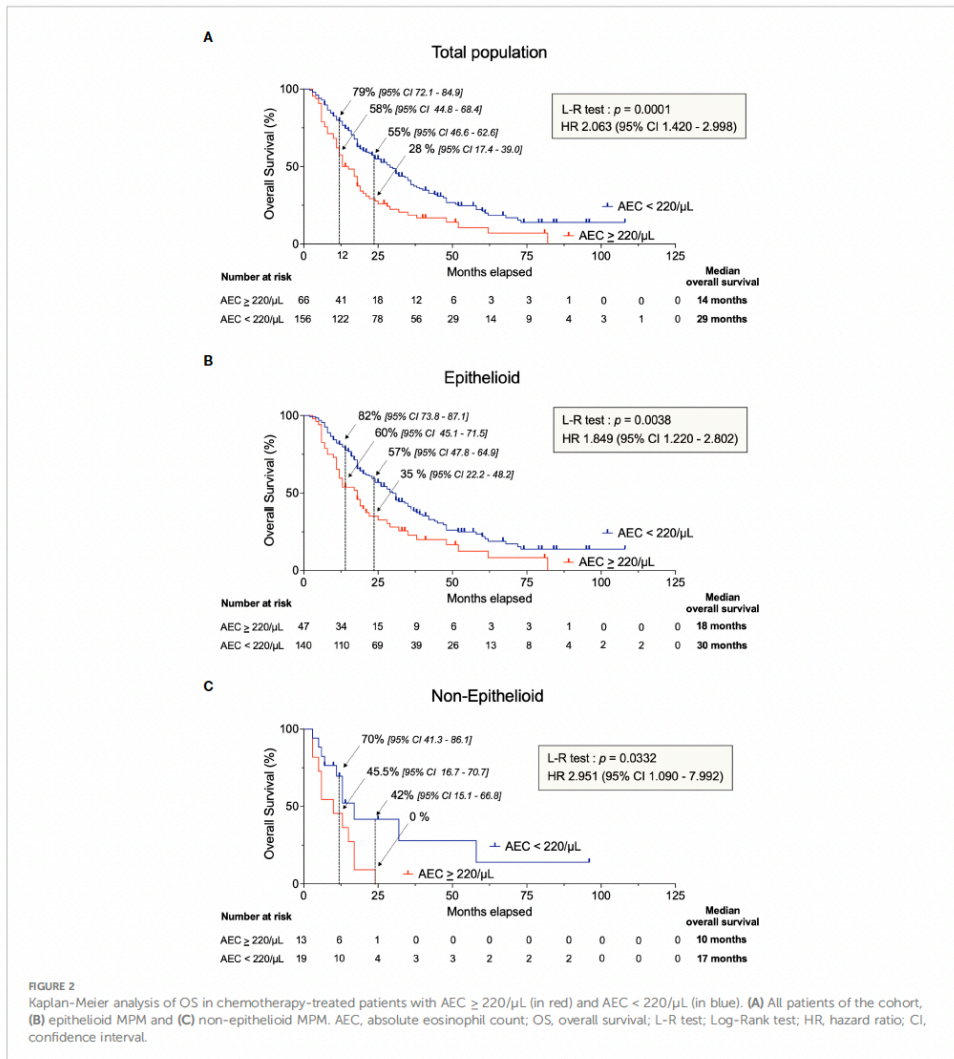 A
Total population
100
50
0
Overall Survival (%)
79% [95% CI 72.1 - 84.9]
58% [95% CI 44.8 - 68.4]
55% [95% CI 46.6 - 62.6]
28 % [95% CI 17.4 - 39.0]
L-R test : p = 0.0001
HR 2.063 (95% CI 1.420 - 2.998)
AEC < 220/µL
AEC ≥ 220/µL
0 12 25 50 75 100 125
Months elapsed
Number at risk
Median overall survival
AEC ≥ 220/µL 66 41 18 12 6 3 3 1 0 0 0 14 months
AEC < 220/µL 156 122 78 56 29 14 9 4 3 1 0 29 months
B
Epithelioid
100
50
0
Overall Survival (%)
82% [95% CI 73.8 - 87.1]
60% [95% CI 45.1 - 71.5]
57% [95% CI 47.8 - 64.9]
35 % [95% CI 22.2 - 48.2]
L-R test : p = 0.0038
HR 1.849 (95% CI 1.220 - 2.802)
AEC < 220/µL
AEC ≥ 220/µL
0 25 50 75 100 125
Months elapsed
Number at risk
Median overall survival
AEC ≥ 220/µL 47 34 15 9 6 3 3 1 0 0 0 18 months
AEC < 220/µL 140 110 69 39 26 13 8 4 2 2 0 30 months
C
Non-Epithelioid
100
50
0
Overall Survival (%)
70% [95% CI 41.3 - 86.1]
45.5% [95% CI 16.7 - 70.7]
42% [95% CI 15.1 - 66.8]
0 %
L-R test : p = 0.0332
HR 2.951 (95% CI 1.090 - 7.992)
AEC < 220/µL
AEC ≥ 220/µL
0 25 50 75 100 125
Months elapsed
Number at risk
Median overall survival
AEC ≥ 220/µL 13 6 1 0 0 0 0 0 0 0 0 10 months
AEC < 220/µL 19 10 4 3 3 2 2 2 0 0 0 17 months
FIGURE 2
Kaplan-Meier analysis of OS in chemotherapy-treated patients with AEC ≥ 220/µL (in red) and AEC < 220/µL (in blue). (A) All patients of the cohort,
(B) epithelioid MPM and (C) non-epithelioid MPM. AEC, absolute eosinophil count; OS, overall survival; L-R test; Log-Rank test; HR, hazard ratio; CI,
confidence interval.